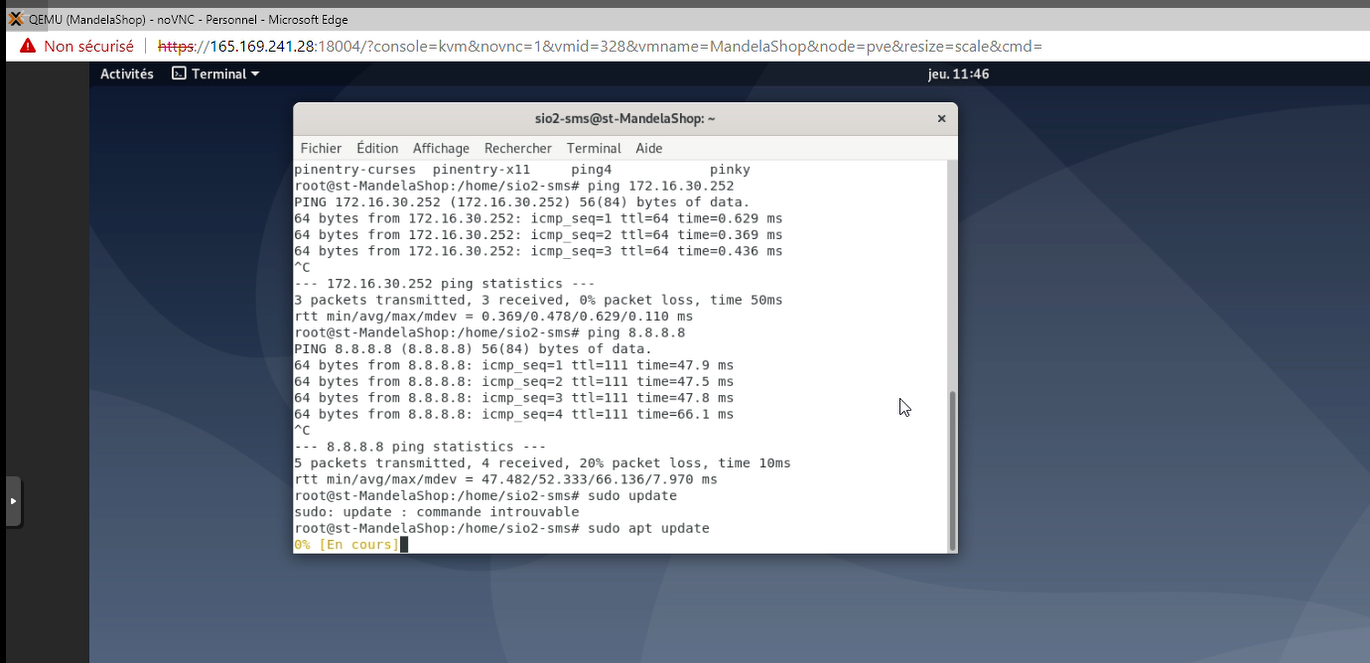 QEMU (MandelaShop) - noVNC - Personnel - Microsoft Edge
Non sécurisé | https://165.169.241.28:18004/?console=kvm&novnc=1&vmid=328&vmname=MandelaShop&node=pve&resize=scale&cmd=
Activités Terminal jeu. 11:46
sio2-sms@st-MandelaShop: ~ ×
Fichier Édition Affichage Rechercher Terminal Aide
pinentry-curses pinentry-x11 ping4 pinky
root@st-MandelaShop:/home/sio2-sms# ping 172.16.30.252
PING 172.16.30.252 (172.16.30.252) 56(84) bytes of data.
64 bytes from 172.16.30.252: icmp_seq=1 ttl=64 time=0.629 ms
64 bytes from 172.16.30.252: icmp_seq=2 ttl=64 time=0.369 ms
64 bytes from 172.16.30.252: icmp_seq=3 ttl=64 time=0.436 ms
^C
--- 172.16.30.252 ping statistics ---
3 packets transmitted, 3 received, 0% packet loss, time 50ms
rtt min/avg/max/mdev = 0.369/0.478/0.629/0.110 ms
root@st-MandelaShop:/home/sio2-sms# ping 8.8.8.8
PING 8.8.8.8 (8.8.8.8) 56(84) bytes of data.
64 bytes from 8.8.8.8: icmp_seq=1 ttl=111 time=47.9 ms
64 bytes from 8.8.8.8: icmp_seq=2 ttl=111 time=47.5 ms
64 bytes from 8.8.8.8: icmp_seq=3 ttl=111 time=47.8 ms
64 bytes from 8.8.8.8: icmp_seq=4 ttl=111 time=66.1 ms
^C
--- 8.8.8.8 ping statistics ---
5 packets transmitted, 4 received, 20% packet loss, time 10ms
rtt min/avg/max/mdev = 47.482/52.333/66.136/7.970 ms
root@st-MandelaShop:/home/sio2-sms# sudo update
sudo: update : commande introuvable
root@st-MandelaShop:/home/sio2-sms# sudo apt update
0% [En cours]